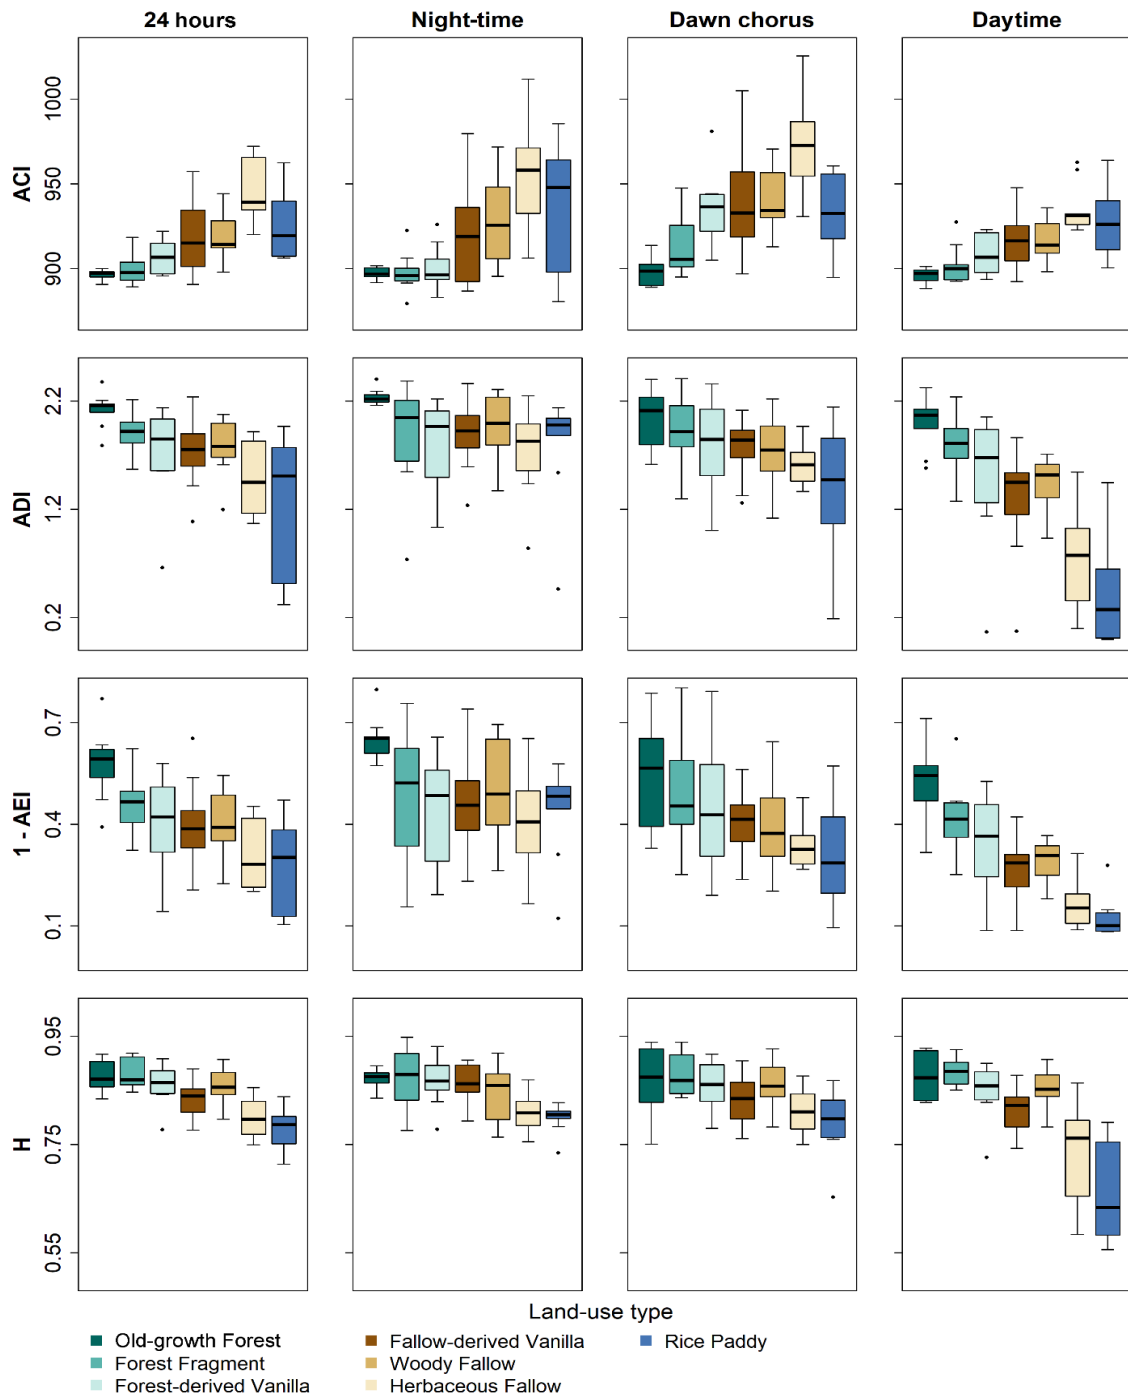 24 hours Night-time Dawn chorus Daytime
ACI
1000
950
900
ADI
2.2
1.2
0.2
1 - AEI
0.7
0.4
0.1
H
0.95
0.75
0.55
Land-use type
Old-growth Forest Fallow-derived Vanilla Rice Paddy
Forest Fragment Woody Fallow
Forest-derived Vanilla Herbaceous Fallow